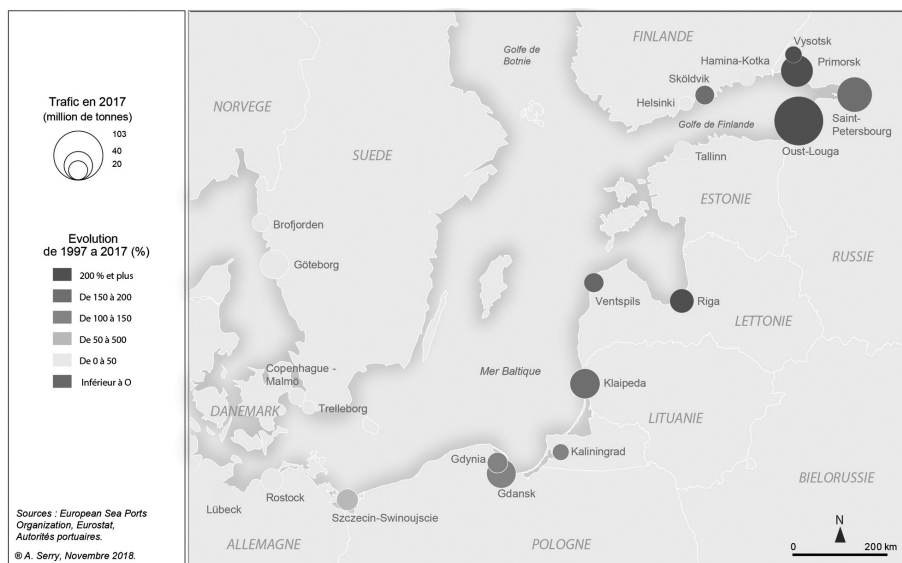 Trafic en 2017
(million de tonnes)
103
40
20
Evolution
de 1997 a 2017 (%)
200 % et plus
De 150 à 200
De 100 à 150
De 50 à 500
De 0 à 50
Inférieur à O
Sources : European Sea Ports
Organization, Eurostat,
Autorités portuaires.
® A. Serry, Novembre 2018.
Golfe de
Botnie
FINLANDE
Vysotsk
Hamina-Kotka
Primorsk
Sköldvik
Helsinki
Golfe de Finlande
Saint-
Petersbourg
Oust-Louga
NORVEGE
SUEDE
Tallinn
ESTONIE
Brofjorden
RUSSIE
Göteborg
Ventspils
Riga
LETTONIE
Copenhague -
Malmö
Mer Baltique
Klaipeda
DANEMARK
Trelleborg
LITUANIE
Kaliningrad
Gdynia
Gdansk
BIELORUSSIE
Rostock
Lübeck
Szczecin-Swinoujscie
ALLEMAGNE
POLOGNE
N
0
200 km